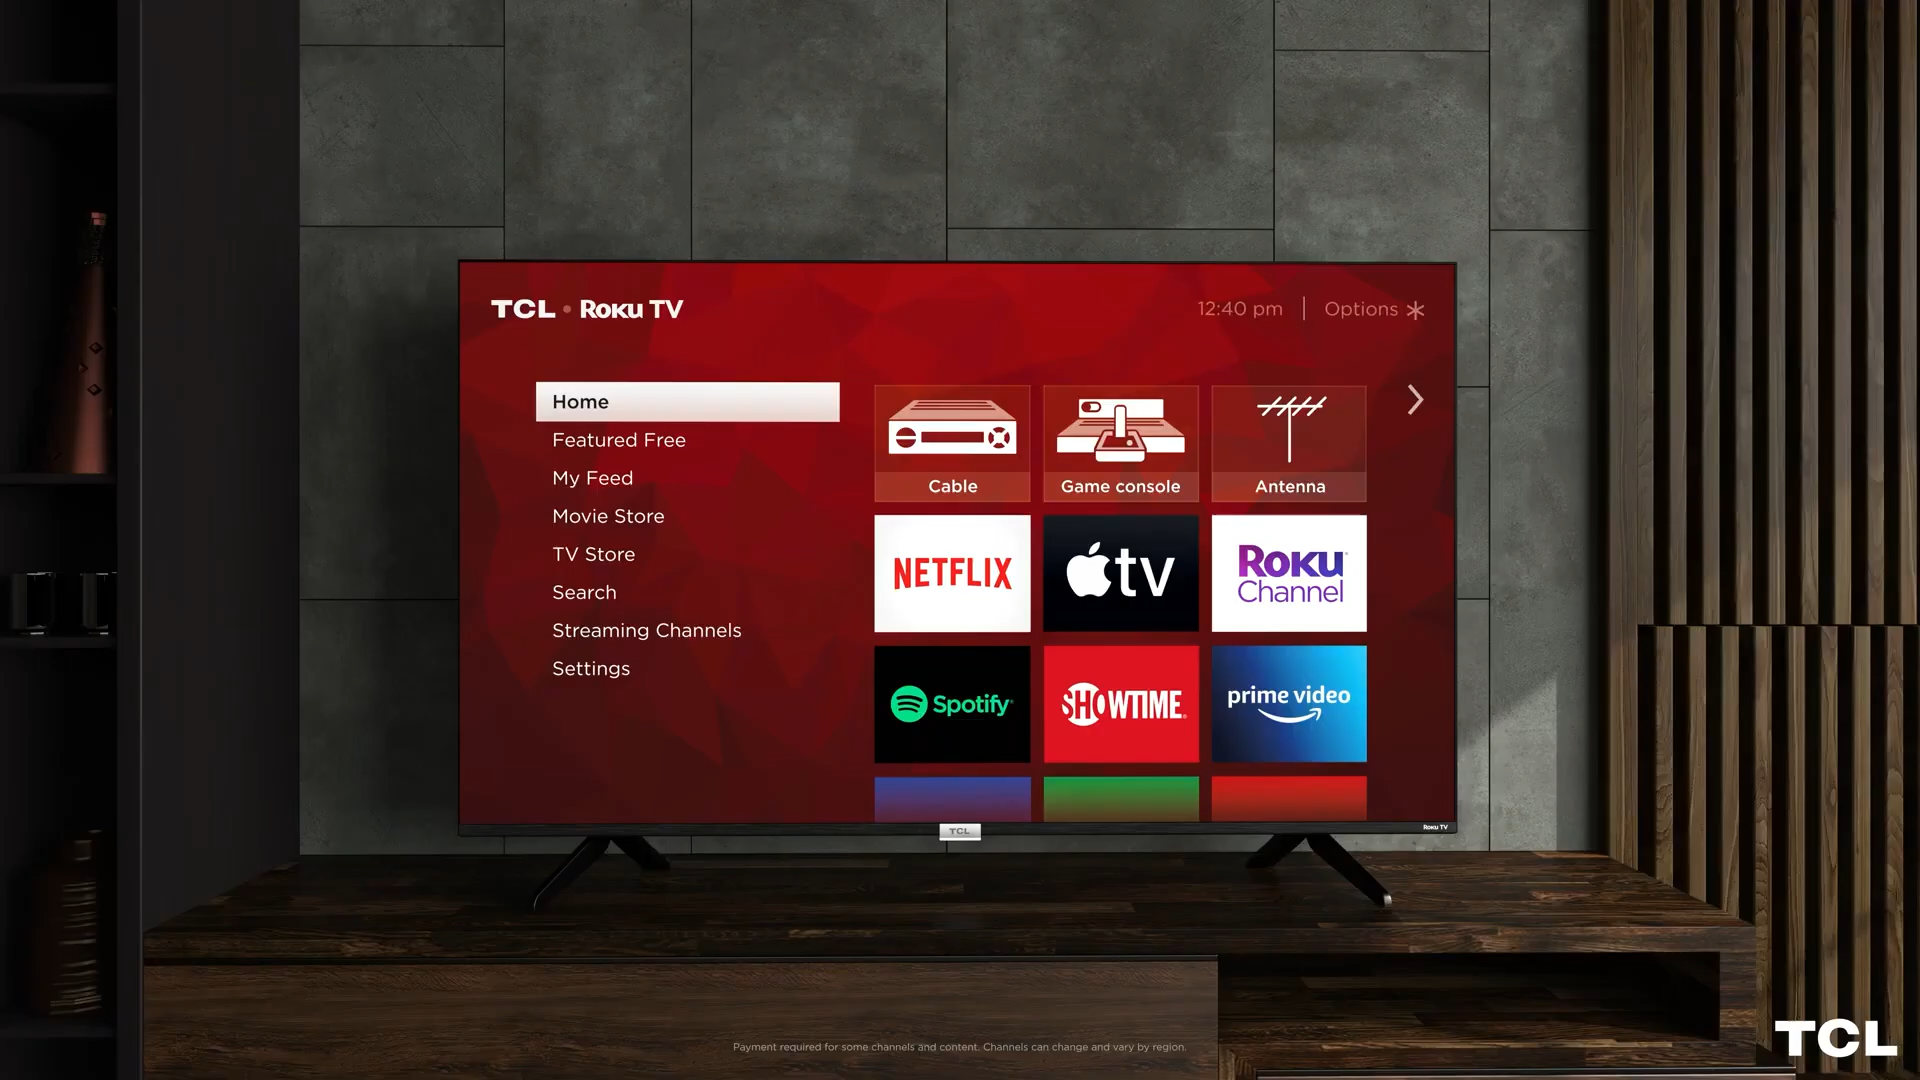 TCL • Roku TV
12:40 pm | Options *
Home
Featured Free
My Feed
Movie Store
TV Store
Search
Streaming Channels
Settings
Cable
Game console
Antenna
NETFLIX
tv
Roku
Channel
Spotify
SHOWTIME
prime video
TCL
Roku TV
Payment required for some channels and content. Channels can change and vary by region.
TCL